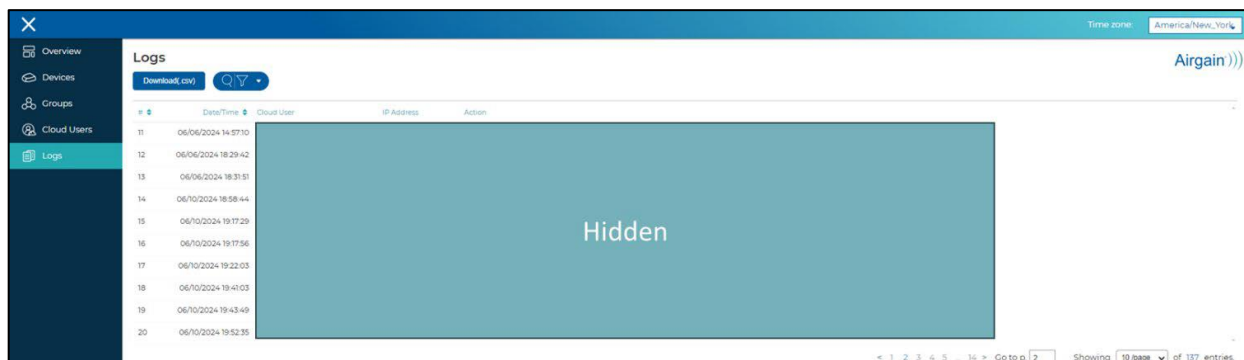 Time zone: America/New_York
Overview
Devices
Groups
Cloud Users
Logs
Logs
Airgain
Download(.csv)
# Date/Time Cloud User IP Address Action
11 06/06/2024 14:57:10
12 06/06/2024 18:29:42
13 06/06/2024 18:31:51
14 06/10/2024 18:58:44
15 06/10/2024 19:17:29
16 06/10/2024 19:17:56
17 06/10/2024 19:22:03
18 06/10/2024 19:41:03
19 06/10/2024 19:43:49
20 06/10/2024 19:52:35
Hidden
< 1 2 3 4 5 ... 14 > Go to p 2 Showing 10 /page of 137 entries.